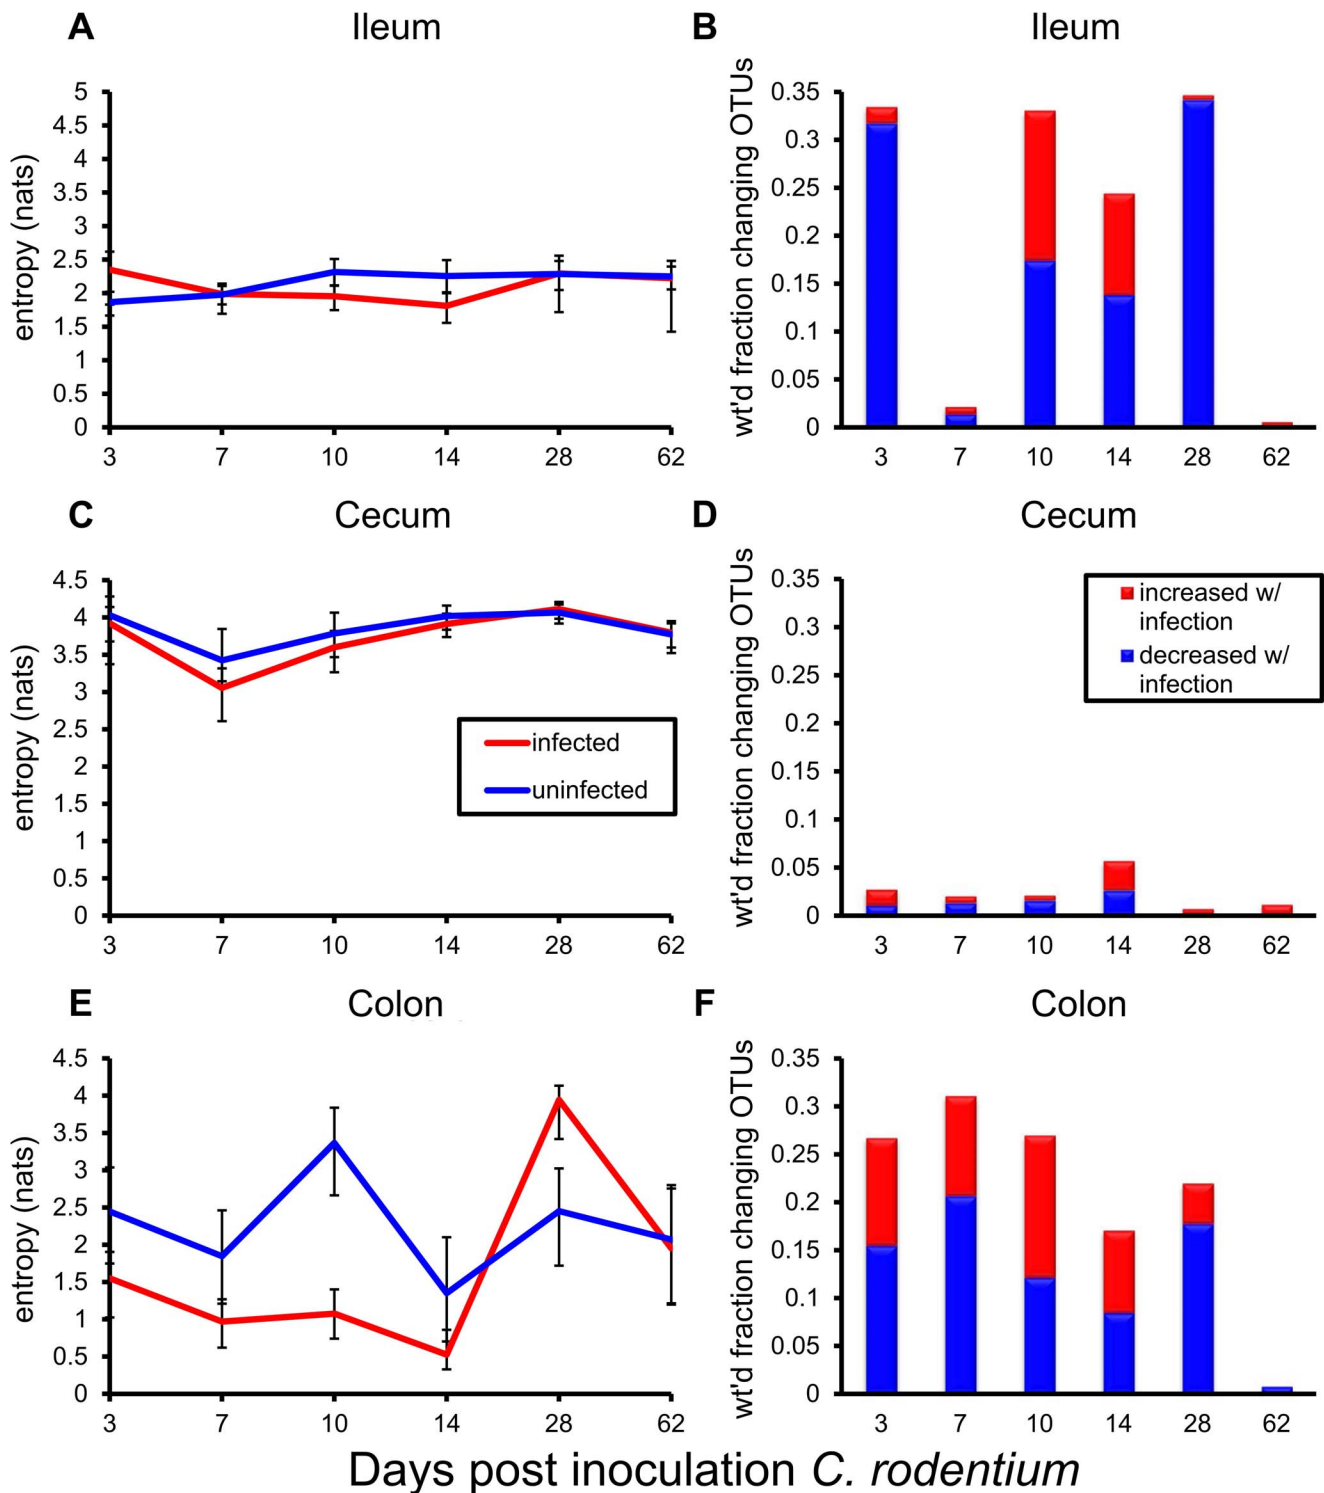 A
Ileum
entropy (nats)
5
4.5
4
3.5
3
2.5
2
1.5
1
0.5
0
3 7 10 14 28 62
B
Ileum
wt'd fraction changing OTUs
0.35
0.3
0.25
0.2
0.15
0.1
0.05
0
3 7 10 14 28 62
C
Cecum
entropy (nats)
4.5
4
3.5
3
2.5
2
1.5
1
0.5
0
infected
uninfected
3 7 10 14 28 62
D
Cecum
wt'd fraction changing OTUs
0.35
0.3
0.25
0.2
0.15
0.1
0.05
0
increased w/
infection
decreased w/
infection
3 7 10 14 28 62
E
Colon
entropy (nats)
4.5
4
3.5
3
2.5
2
1.5
1
0.5
0
3 7 10 14 28 62
F
Colon
wt'd fraction changing OTUs
0.35
0.3
0.25
0.2
0.15
0.1
0.05
0
3 7 10 14 28 62
Days post inoculation C. rodentium